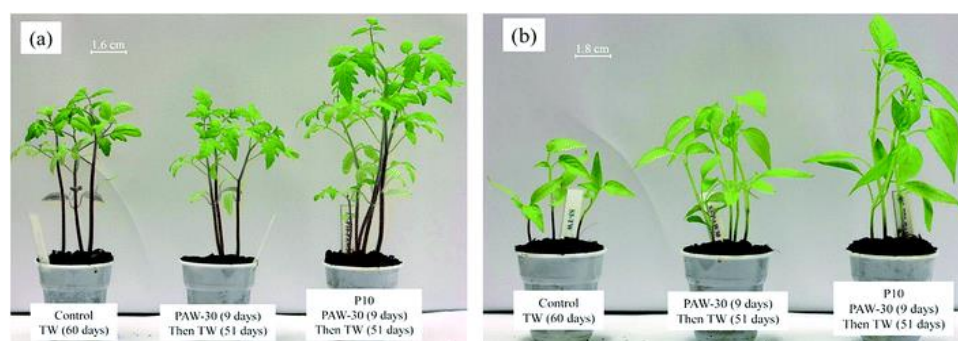 (a)
1.6 cm
Control
TW (60 days)
PAW-30 (9 days)
Then TW (51 days)
P10
PAW-30 (9 days)
Then TW (51 days)
(b)
1.8 cm
Control
TW (60 days)
PAW-30 (9 days)
Then TW (51 days)
P10
PAW-30 (9 days)
Then TW (51 days)